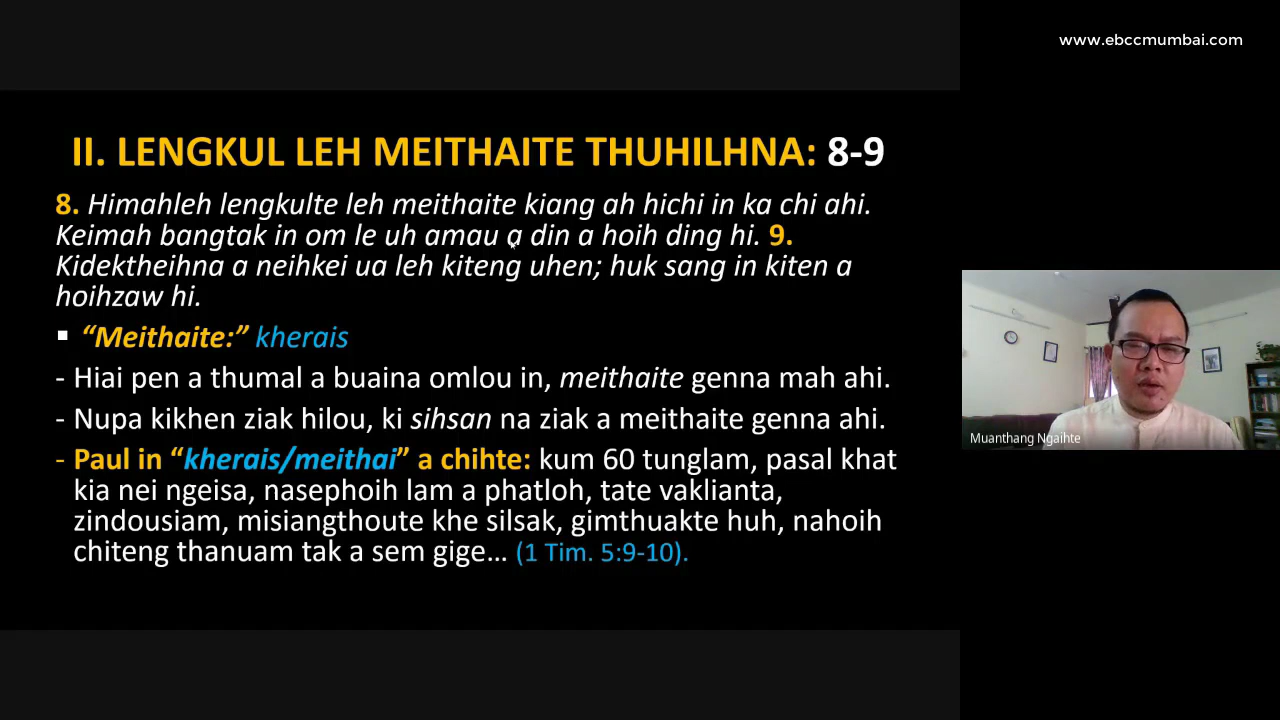 www.ebccmumbai.com
II. LENGKUL LEH MEITHAITE THUHILHNA: 8-9
8. Himahleh lengkulte leh meithaite kiang ah hichi in ka chi ahi.
Keimah bangtak in om le uh amau a din a hoih ding hi. 9.
Kidektheihna a neihkei ua leh kiteng uhen; huk sang in kiten a
hoihzaw hi.
▪ “Meithaite:” kherais
- Hiai pen a thumal a buaina omlou in, meithaite genna mah ahi.
- Nupa kikhen ziak hilou, ki sihsan na ziak a meithaite genna ahi.
- Paul in “kherais/meithai” a chihte: kum 60 tunglam, pasal khat
kia nei ngeisa, nasephoih lam a phatloh, tate vaklianta,
zindousiam, misiangthoute khe silsak, gimthuakte huh, nahoih
chiteng thanuam tak a sem gige... (1 Tim. 5:9-10).
Muanthang Ngaihte